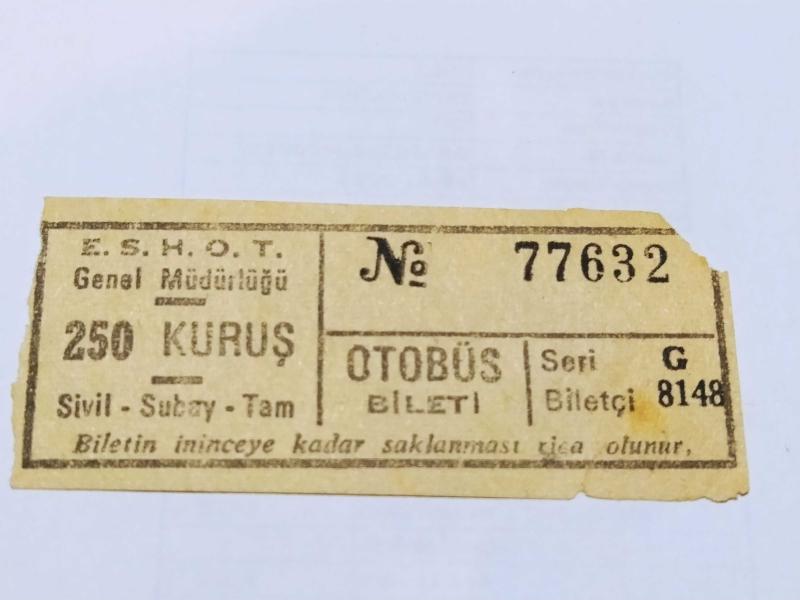 E. S. H. O. T.
Genel Müdürlüğü
250 KURUŞ
Sivil - Subay - Tam
№ 77632
OTOBÜS
BİLETİ
Seri G
Biletçi 8148
Biletin ininceye kadar saklanması rica olunur.